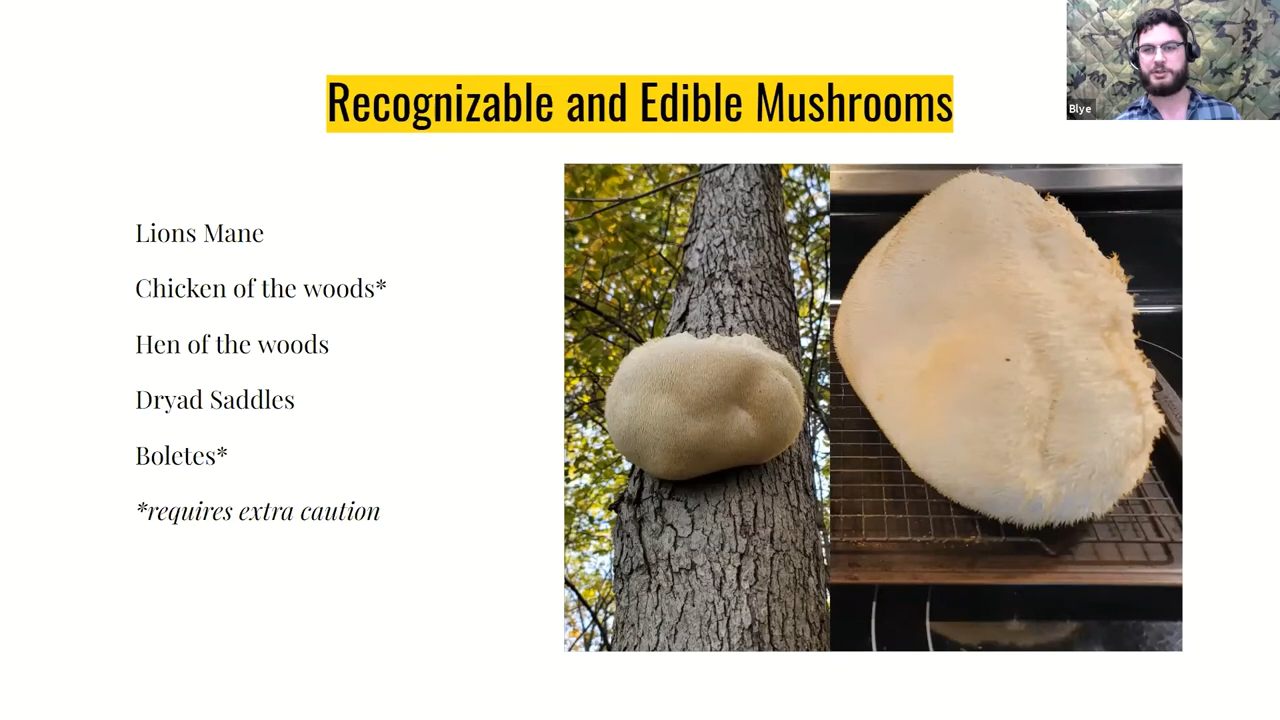 Recognizable and Edible Mushrooms
Blye
Lions Mane
Chicken of the woods*
Hen of the woods
Dryad Saddles
Boletes*
*requires extra caution